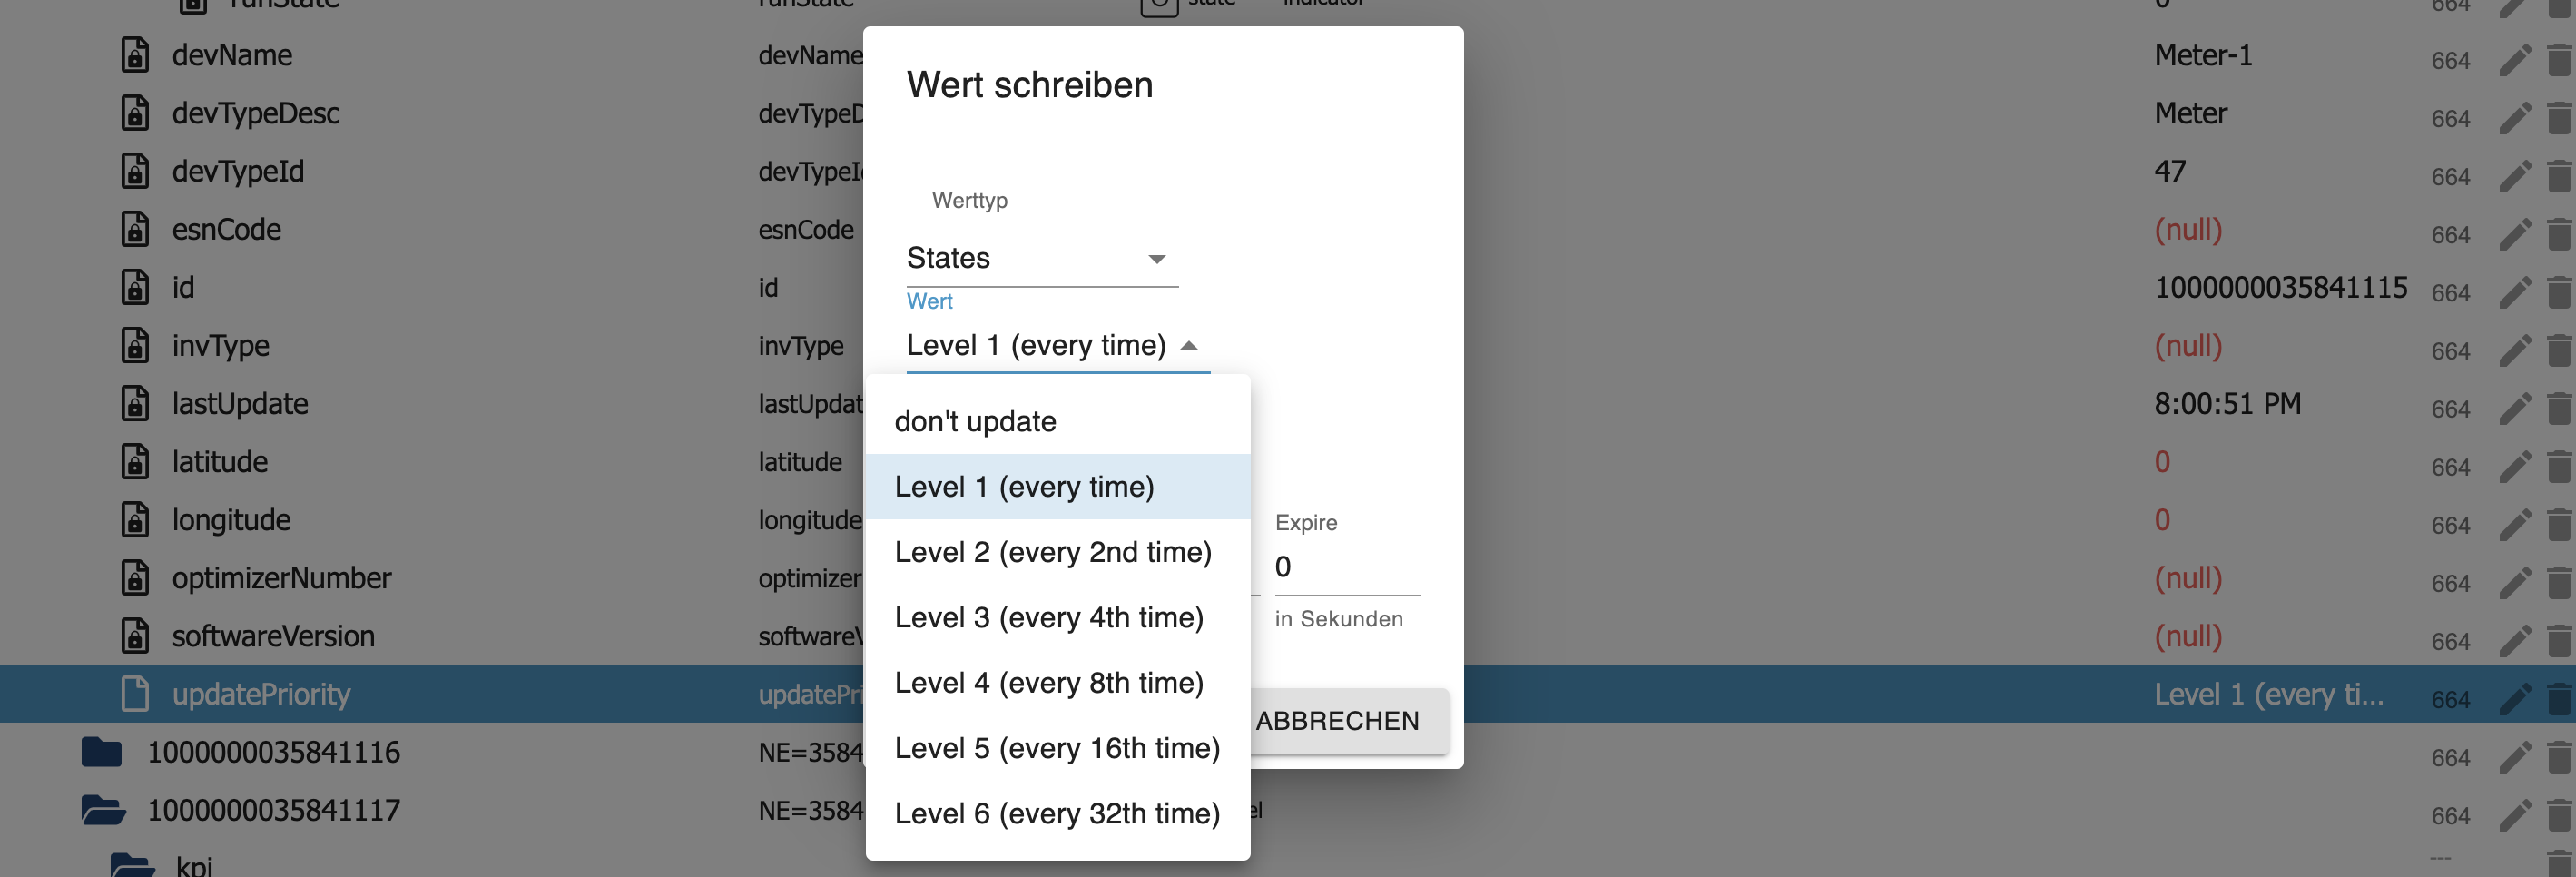 runState runState state indicator 0 664
devName devName Meter-1 664
devTypeDesc devTypeD Meter 664
devTypeId devTypeI 47 664
esnCode esnCode (null) 664
id id 1000000035841115 664
invType invType (null) 664
lastUpdate lastUpdat 8:00:51 PM 664
latitude latitude 0 664
longitude longitude 0 664
optimizerNumber optimizer (null) 664
softwareVersion software (null) 664
updatePriority updatePri Level 1 (every ti... 664
1000000035841116 NE=3584 664
1000000035841117 NE=3584 el 664
kpi ---
Wert schreiben
Werttyp
States
Wert
Level 1 (every time)
don't update
Level 1 (every time)
Level 2 (every 2nd time)
Level 3 (every 4th time)
Level 4 (every 8th time)
Level 5 (every 16th time)
Level 6 (every 32th time)
Expire
0
in Sekunden
ABBRECHEN